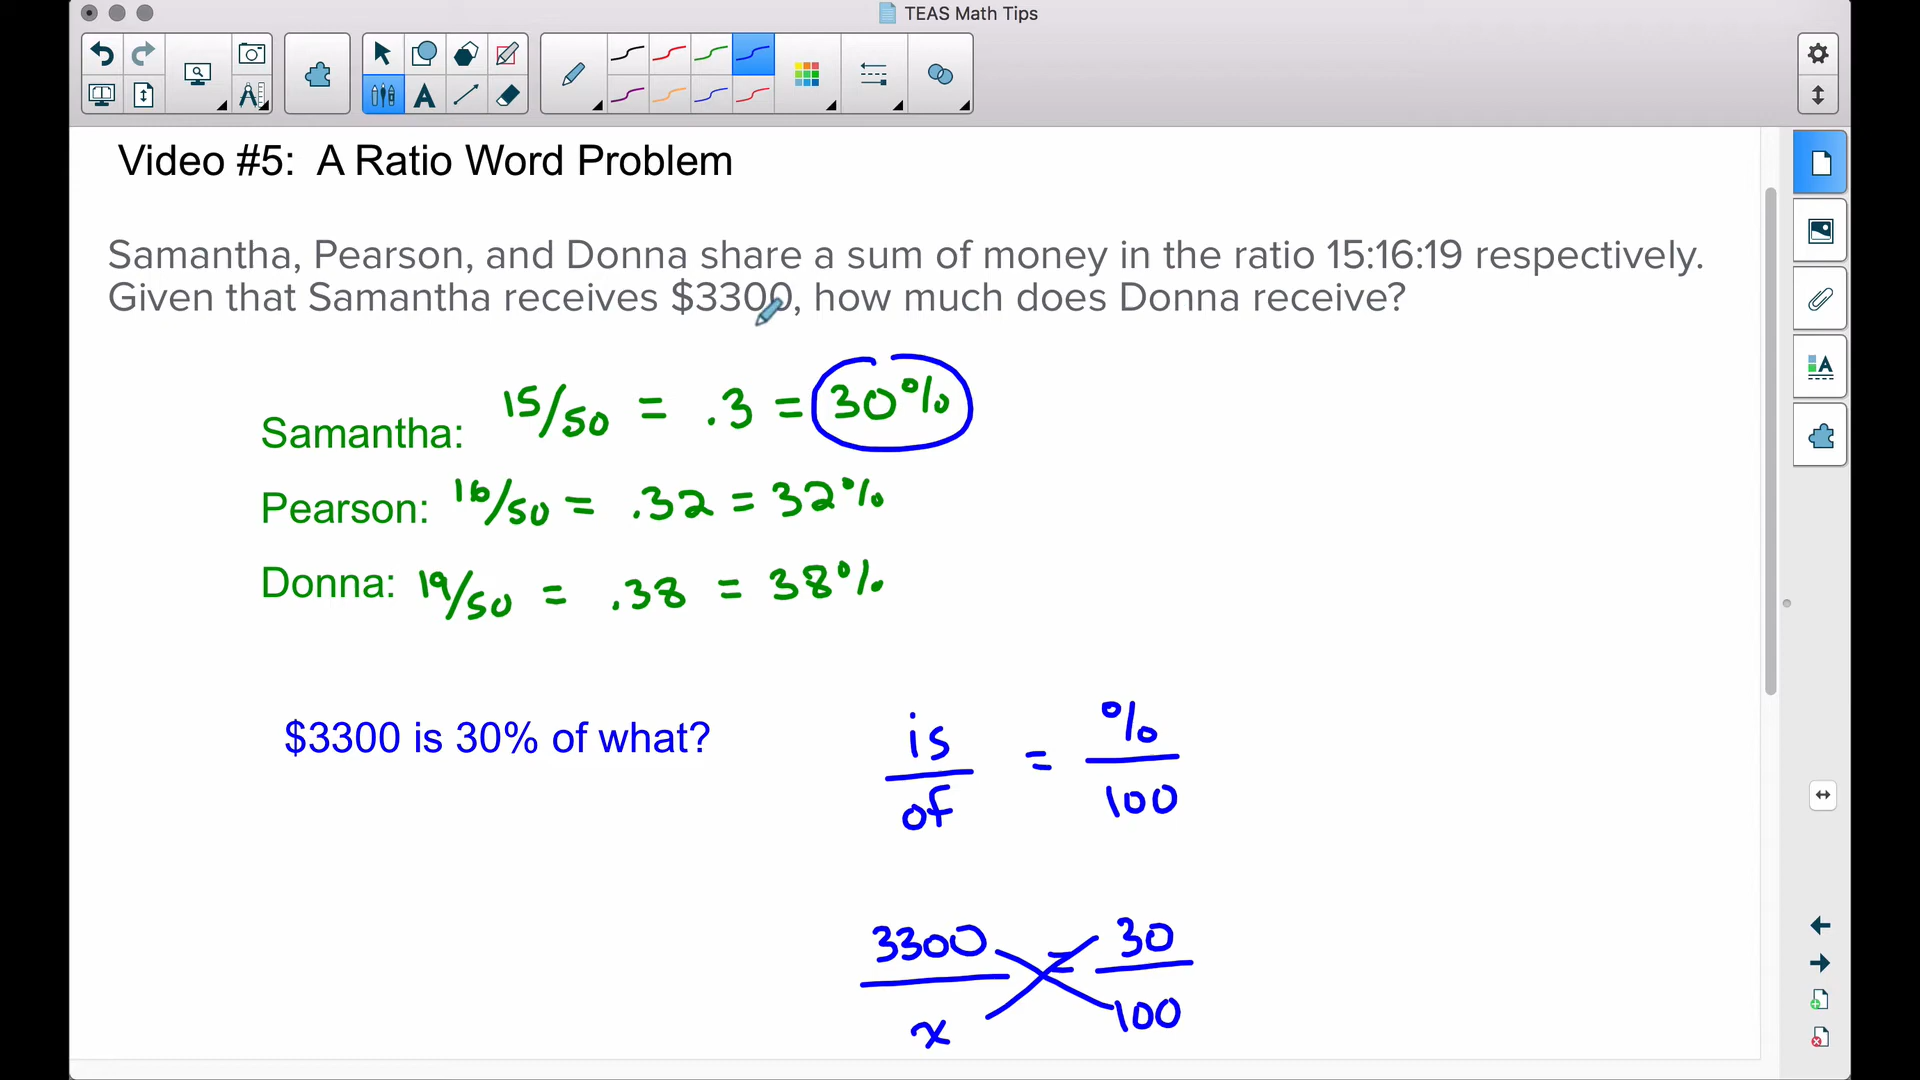 TEAS Math Tips
Video #5: A Ratio Word Problem
Samantha, Pearson, and Donna share a sum of money in the ratio 15:16:19 respectively.
Given that Samantha receives $3300, how much does Donna receive?
Samantha: 15/50 = .3 = 30%
Pearson: 16/50 = .32 = 32%
Donna: 19/50 = .38 = 38%
$3300 is 30% of what?
is = %
of 100
3300 = 30
x 100